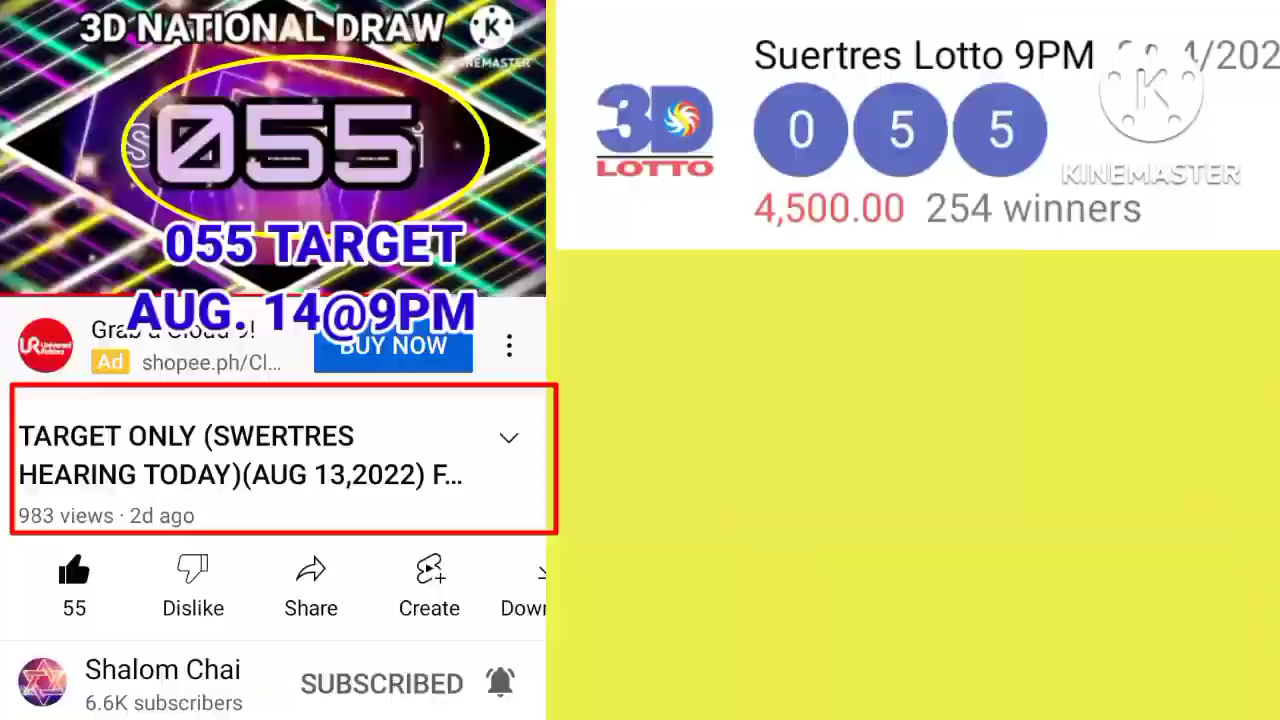 3D NATIONAL DRAW
KINEMASTER
055
055 TARGET
AUG. 14@9PM
Grab a Cloud 9!
Ad shopee.ph/Cl...
BUY NOW
TARGET ONLY (SWERTRES
HEARING TODAY)(AUG 13,2022) F...
983 views · 2d ago
55
Dislike
Share
Create
Down
Shalom Chai
6.6K subscribers
SUBSCRIBED
Suertres Lotto 9PM
3D
LOTTO
0 5 5
KINEMASTER
4,500.00 254 winners